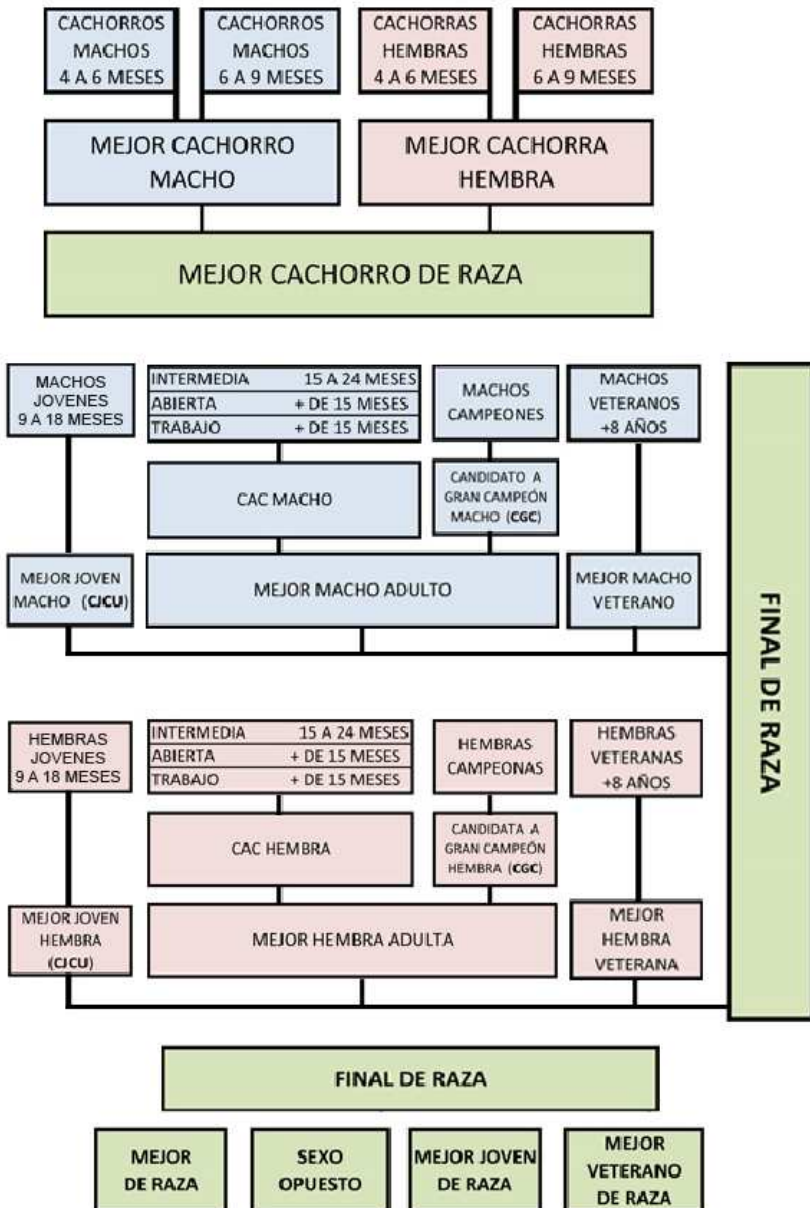 CACHORROS
MACHOS
4 A 6 MESES
CACHORROS
MACHOS
6 A 9 MESES
CACHORRAS
HEMBRAS
4 A 6 MESES
CACHORRAS
HEMBRAS
6 A 9 MESES
MEJOR CACHORRO
MACHO
MEJOR CACHORRA
HEMBRA
MEJOR CACHORRO DE RAZA
MACHOS
JOVENES
9 A 18 MESES
INTERMEDIA 15 A 24 MESES
ABIERTA + DE 15 MESES
TRABAJO + DE 15 MESES
MACHOS
CAMPEONES
MACHOS
VETERANOS
+8 AÑOS
CAC MACHO
CANDIDATO A
GRAN CAMPEÓN
MACHO (CGC)
MEJOR JOVEN
MACHO (CJCU)
MEJOR MACHO ADULTO
MEJOR MACHO
VETERANO
FINAL DE RAZA
HEMBRAS
JOVENES
9 A 18 MESES
INTERMEDIA 15 A 24 MESES
ABIERTA + DE 15 MESES
TRABAJO + DE 15 MESES
HEMBRAS
CAMPEONAS
HEMBRAS
VETERANAS
+8 AÑOS
CAC HEMBRA
CANDIDATA A
GRAN CAMPEÓN
HEMBRA (CGC)
MEJOR JOVEN
HEMBRA
(CJCU)
MEJOR HEMBRA ADULTA
MEJOR
HEMBRA
VETERANA
FINAL DE RAZA
MEJOR
DE RAZA
SEXO
OPUESTO
MEJOR JOVEN
DE RAZA
MEJOR
VETERANO
DE RAZA